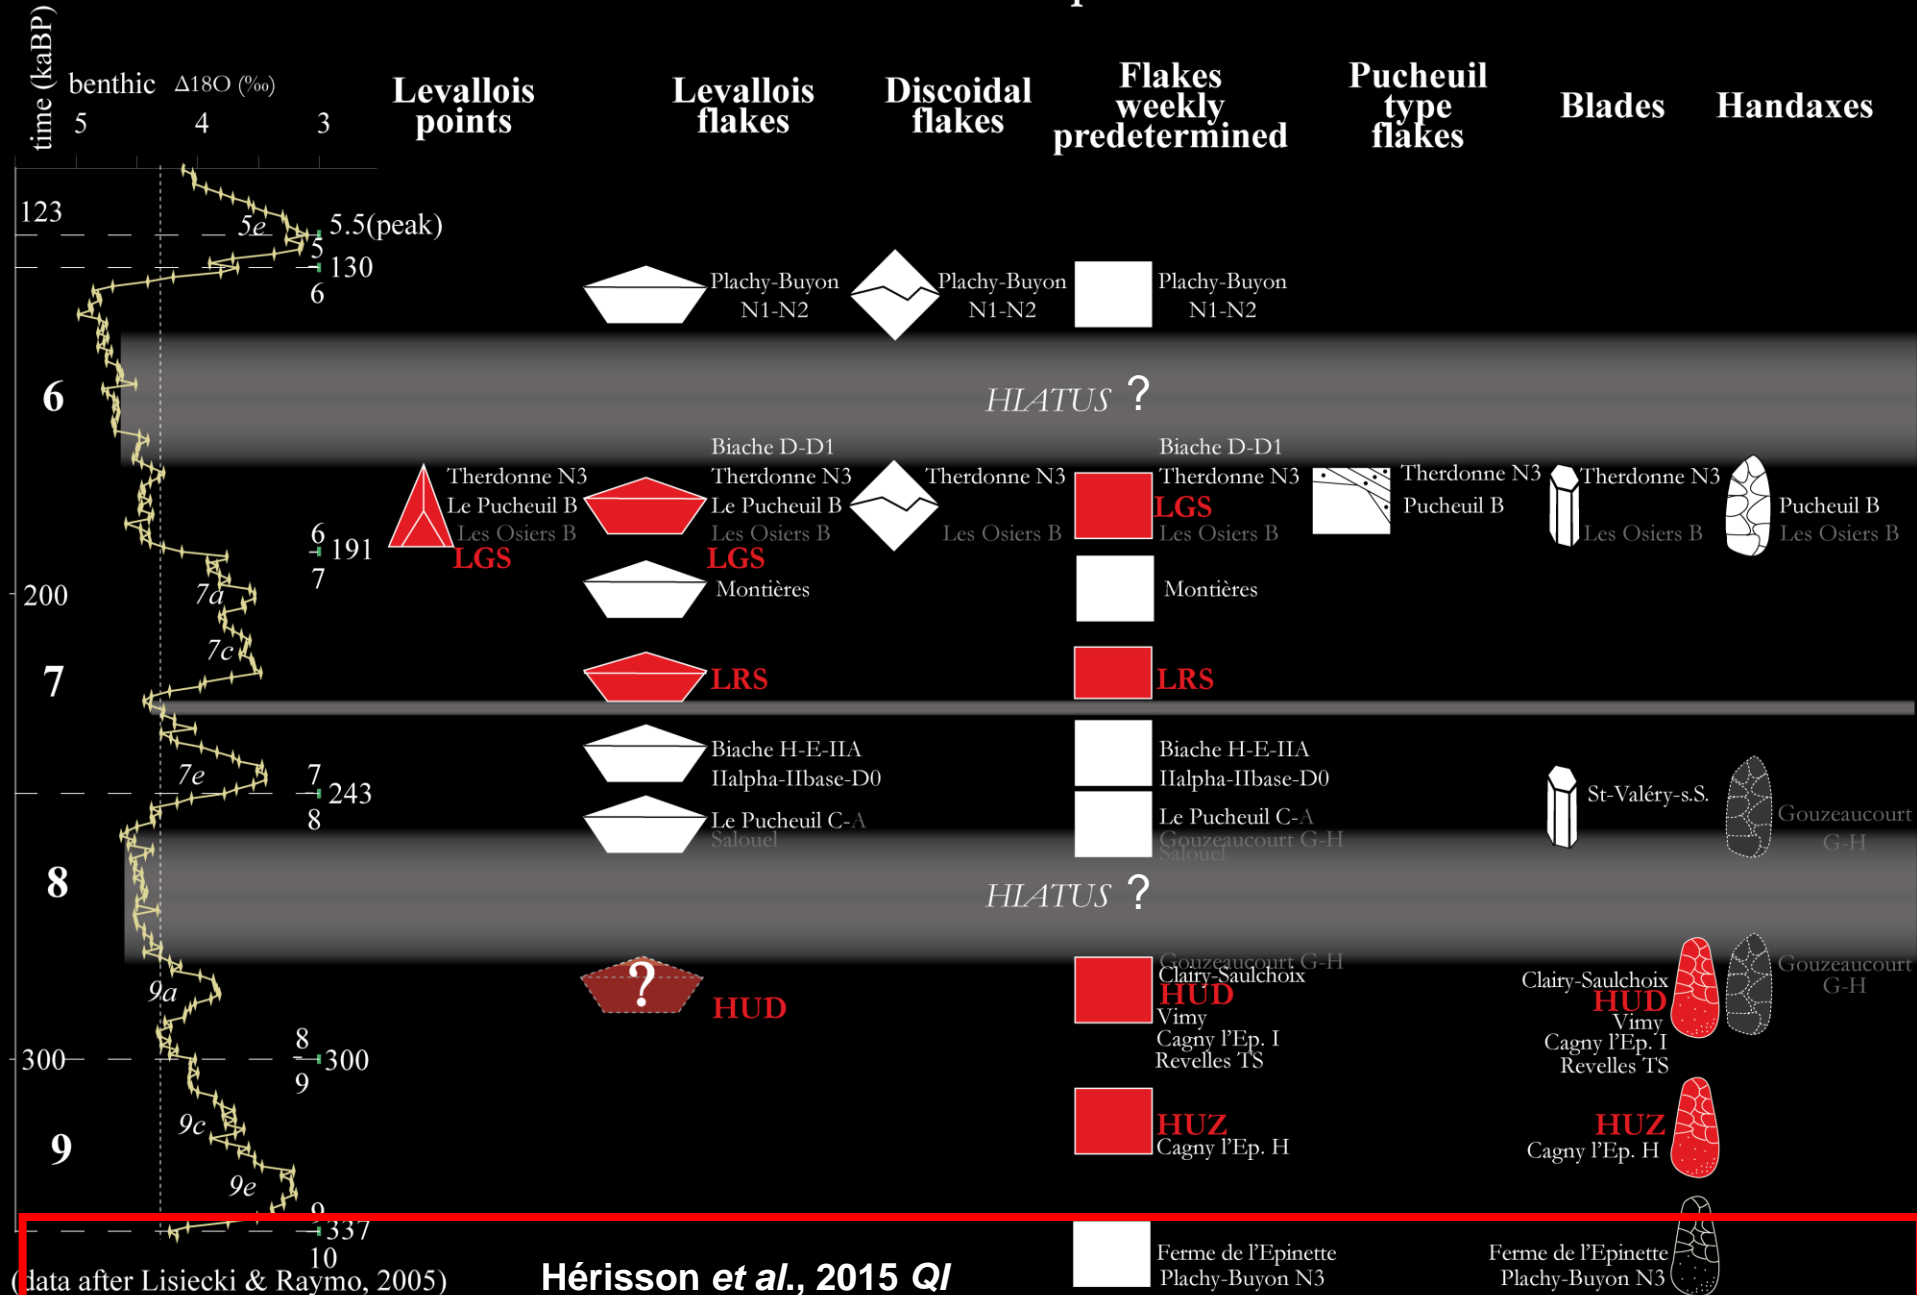 time (kaBP)
benthic Δ18O (‰)
5 4 3
Levallois
points
Levallois
flakes
Discoidal
flakes
Flakes
weekly
predetermined
Pucheuil
type
flakes
Blades
Handaxes
123
5e
5.5(peak)
5
130
6
Plachy-Buyon
N1-N2
Plachy-Buyon
N1-N2
Plachy-Buyon
N1-N2
6
HIATUS ?
Biache D-D1
Therdonne N3
Le Pucheuil B
Les Osiers B
LGS
Therdonne N3
Le Pucheuil B
Les Osiers B
LGS
Therdonne N3
Les Osiers B
Biache D-D1
Therdonne N3
LGS
Les Osiers B
Therdonne N3
Pucheuil B
Therdonne N3
Les Osiers B
Pucheuil B
Les Osiers B
6
191
7
7a
200
Montières
Montières
7c
7
LRS
LRS
7e
7
243
8
Biache H-E-IIA
IIalpha-IIbase-D0
Biache H-E-IIA
IIalpha-IIbase-D0
St-Valéry-s.S.
Le Pucheuil C-A
Salouel
Le Pucheuil C-A
Gouzeaucourt G-H
Salouel
Gouzeaucourt
G-H
8
HIATUS ?
9a
?
HUD
Gouzeaucourt G-H
Clairy-Saulchoix
HUD
Vimy
Cagny l'Ep. I
Revelles TS
Clairy-Saulchoix
HUD
Vimy
Cagny l'Ep. I
Revelles TS
Gouzeaucourt
G-H
8
300
300
9
9c
9
HUZ
Cagny l'Ep. H
HUZ
Cagny l'Ep. H
9e
9
337
10
Ferme de l'Epinette
Plachy-Buyon N3
Ferme de l'Epinette
Plachy-Buyon N3
(data after Lisiecki & Raymo, 2005)
Hérisson et al., 2015 QI